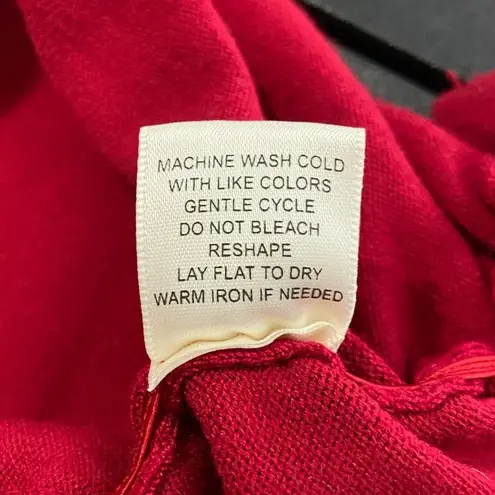 MACHINE WASH COLD
WITH LIKE COLORS
GENTLE CYCLE
DO NOT BLEACH
RESHAPE
LAY FLAT TO DRY
WARM IRON IF NEEDED